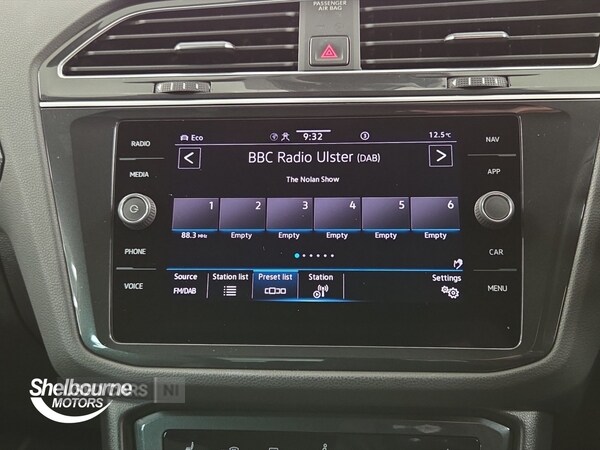 PASSENGER
AIR BAG
RADIO
MEDIA
PHONE
VOICE
Eco
9:32
12.5°C
<
BBC Radio Ulster (DAB)
>
The Nolan Show
1 2 3 4 5 6
88.3 MHz Empty Empty Empty Empty Empty
Source Station list Preset list Station Settings
FM/DAB
NAV
APP
CAR
MENU
Shelbourne
MOTORS
NI